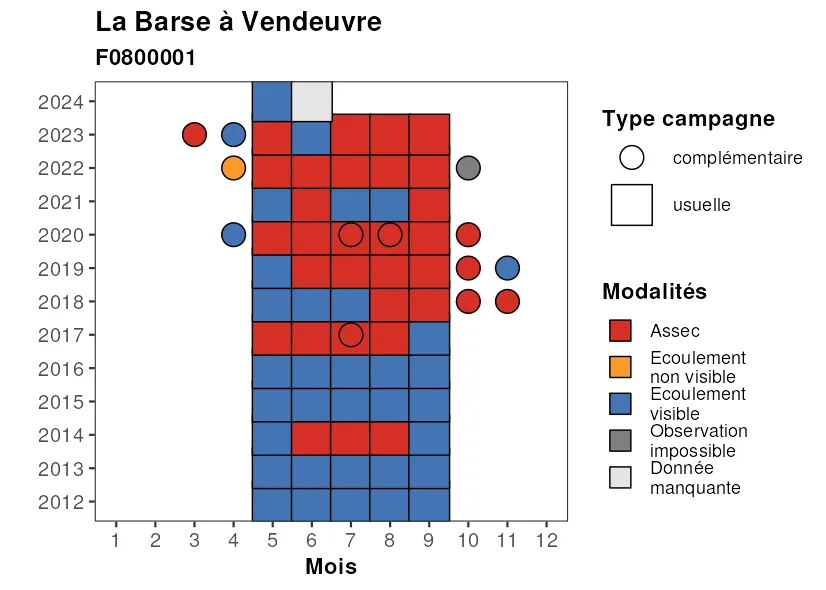 La Barse à Vendeuvre
F0800001
2024
2023
2022
2021
2020
2019
2018
2017
2016
2015
2014
2013
2012
1 2 3 4 5 6 7 8 9 10 11 12
Mois
Type campagne
complémentaire
usuelle
Modalités
Assec
Ecoulement
non visible
Ecoulement
visible
Observation
impossible
Donnée
manquante